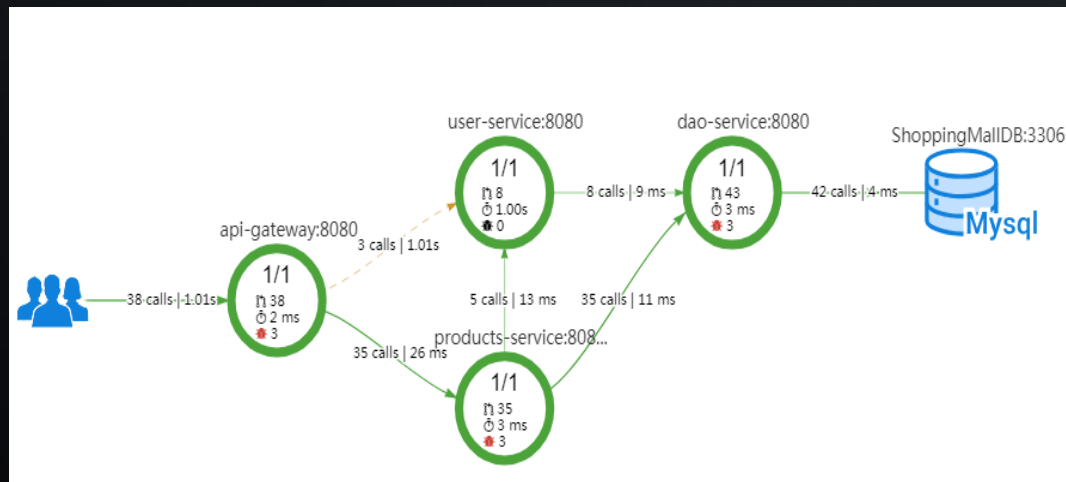 user-service:8080
1/1
8
1.00s
0
dao-service:8080
1/1
43
3 ms
3
ShoppingMallDB:3306
Mysql
8 calls | 9 ms
42 calls | 4 ms
api-gateway:8080
1/1
38
2 ms
3
3 calls | 1.01s
38 calls | 1.01s
5 calls | 13 ms
35 calls | 11 ms
35 calls | 26 ms
products-service:808...
1/1
35
3 ms
3